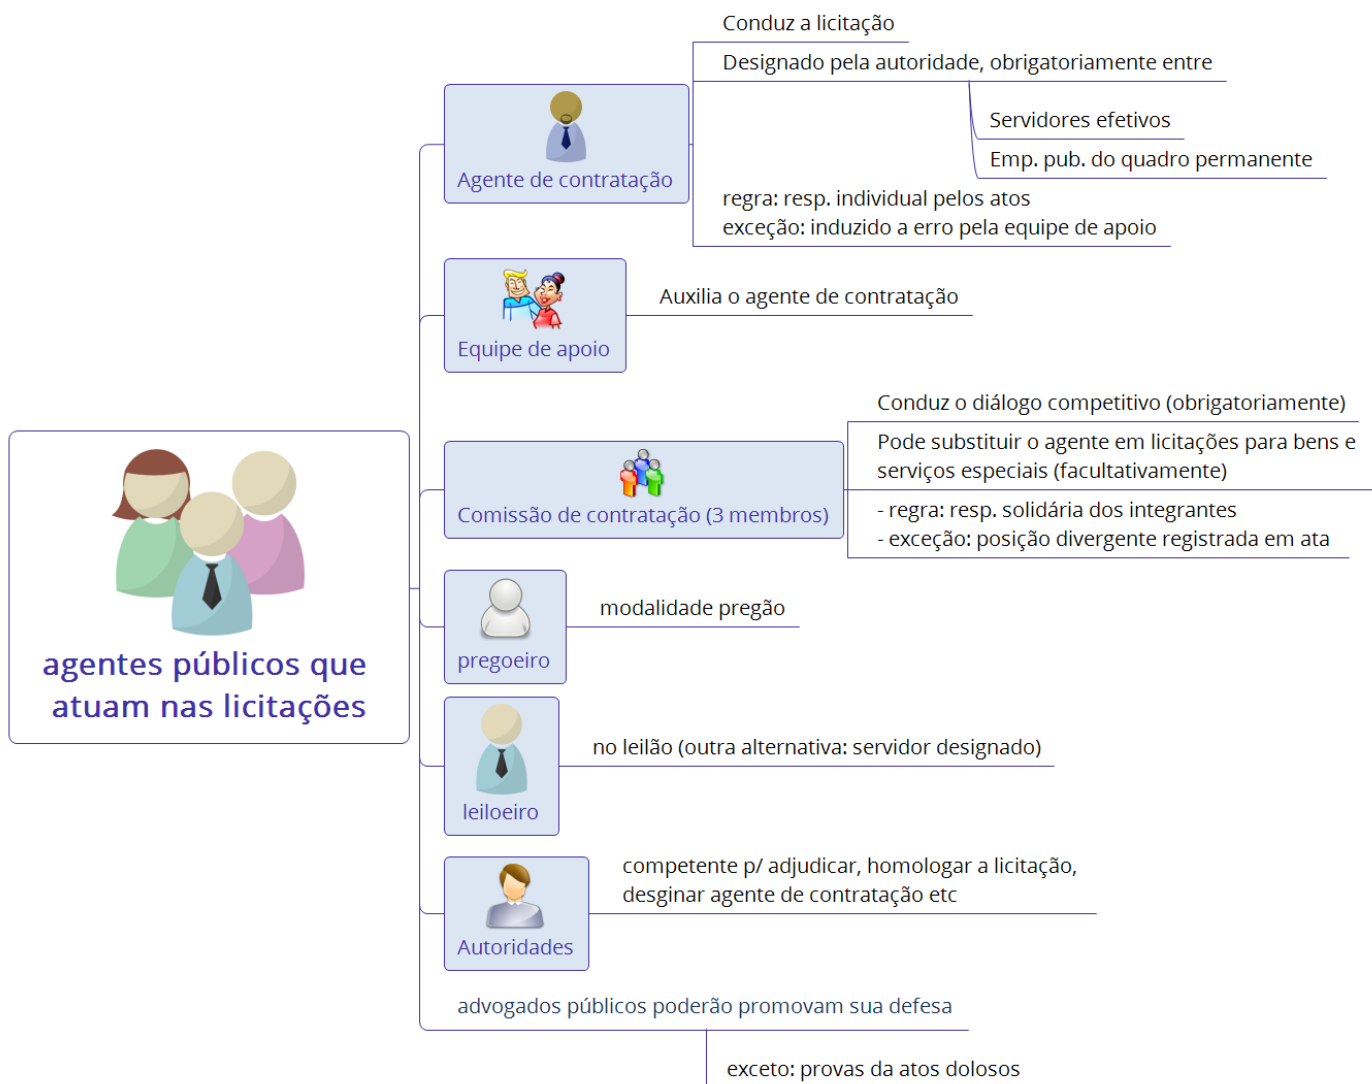 agentes públicos que
atuam nas licitações
Agente de contratação
Conduz a licitação
Designado pela autoridade, obrigatoriamente entre
Servidores efetivos
Emp. pub. do quadro permanente
regra: resp. individual pelos atos
exceção: induzido a erro pela equipe de apoio
Equipe de apoio
Auxilia o agente de contratação
Comissão de contratação (3 membros)
Conduz o diálogo competitivo (obrigatoriamente)
Pode substituir o agente em licitações para bens e
serviços especiais (facultativamente)
- regra: resp. solidária dos integrantes
- exceção: posição divergente registrada em ata
pregoeiro
modalidade pregão
leiloeiro
no leilão (outra alternativa: servidor designado)
Autoridades
competente p/ adjudicar, homologar a licitação,
desginar agente de contratação etc
advogados públicos poderão promovam sua defesa
exceto: provas da atos dolosos